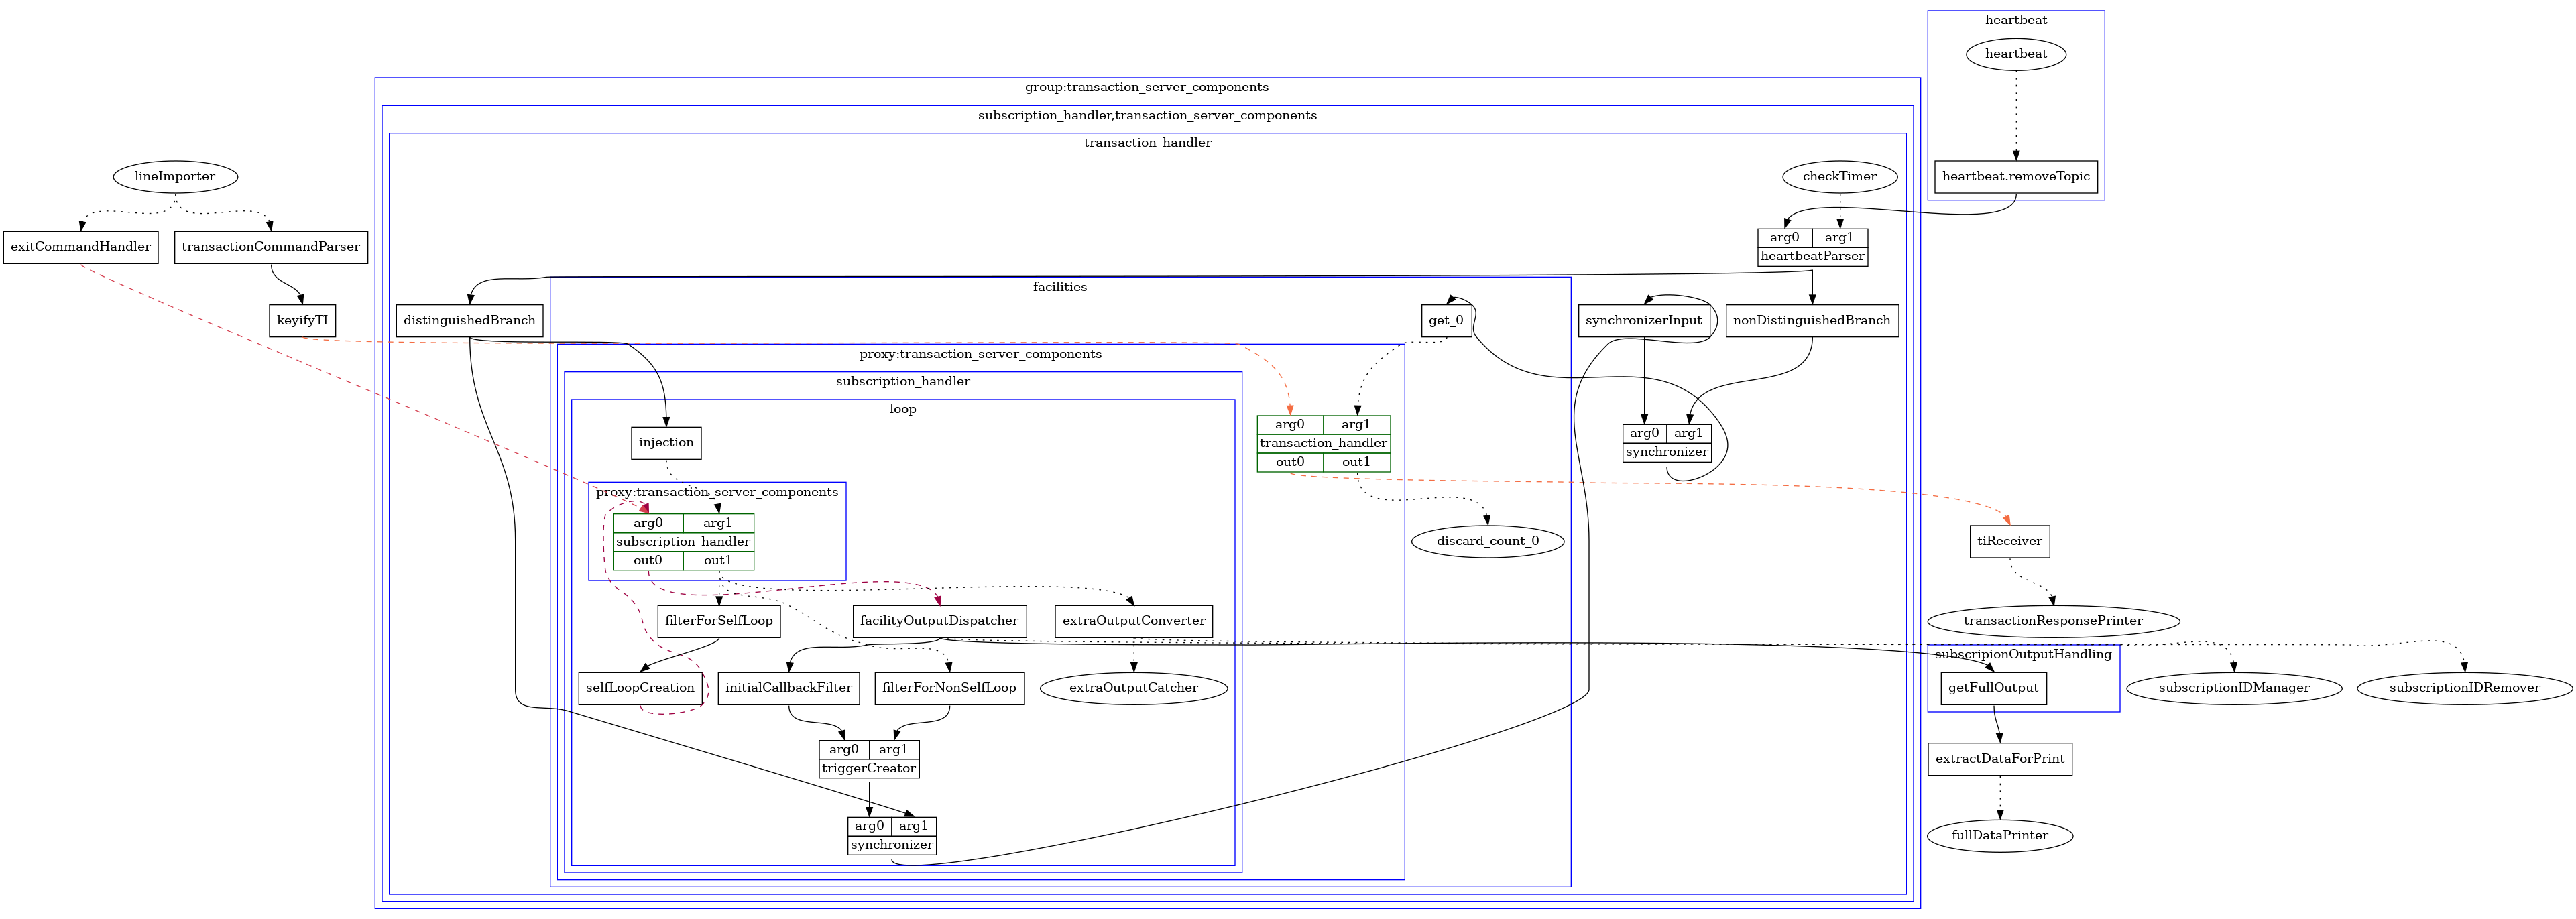 heartbeat
heartbeat
group:transaction_server_components
subscription_handler,transaction_server_components
transaction_handler
lineImporter
checkTimer
heartbeat.removeTopic
exitCommandHandler
transactionCommandParser
arg0 arg1
heartbeatParser
facilities
keyifyTI
distinguishedBranch
get_0
synchronizerInput
nonDistinguishedBranch
proxy:transaction_server_components
subscription_handler
loop
injection
arg0 arg1
transaction_handler
out0 out1
arg0 arg1
synchronizer
proxy:transaction_server_components
arg0 arg1
subscription_handler
out0 out1
discard_count_0
tiReceiver
filterForSelfLoop
facilityOutputDispatcher
extraOutputConverter
transactionResponsePrinter
subscripionOutputHandling
selfLoopCreation
initialCallbackFilter
filterForNonSelfLoop
extraOutputCatcher
getFullOutput
subscriptionIDManager
subscriptionIDRemover
arg0 arg1
triggerCreator
extractDataForPrint
arg0 arg1
synchronizer
fullDataPrinter